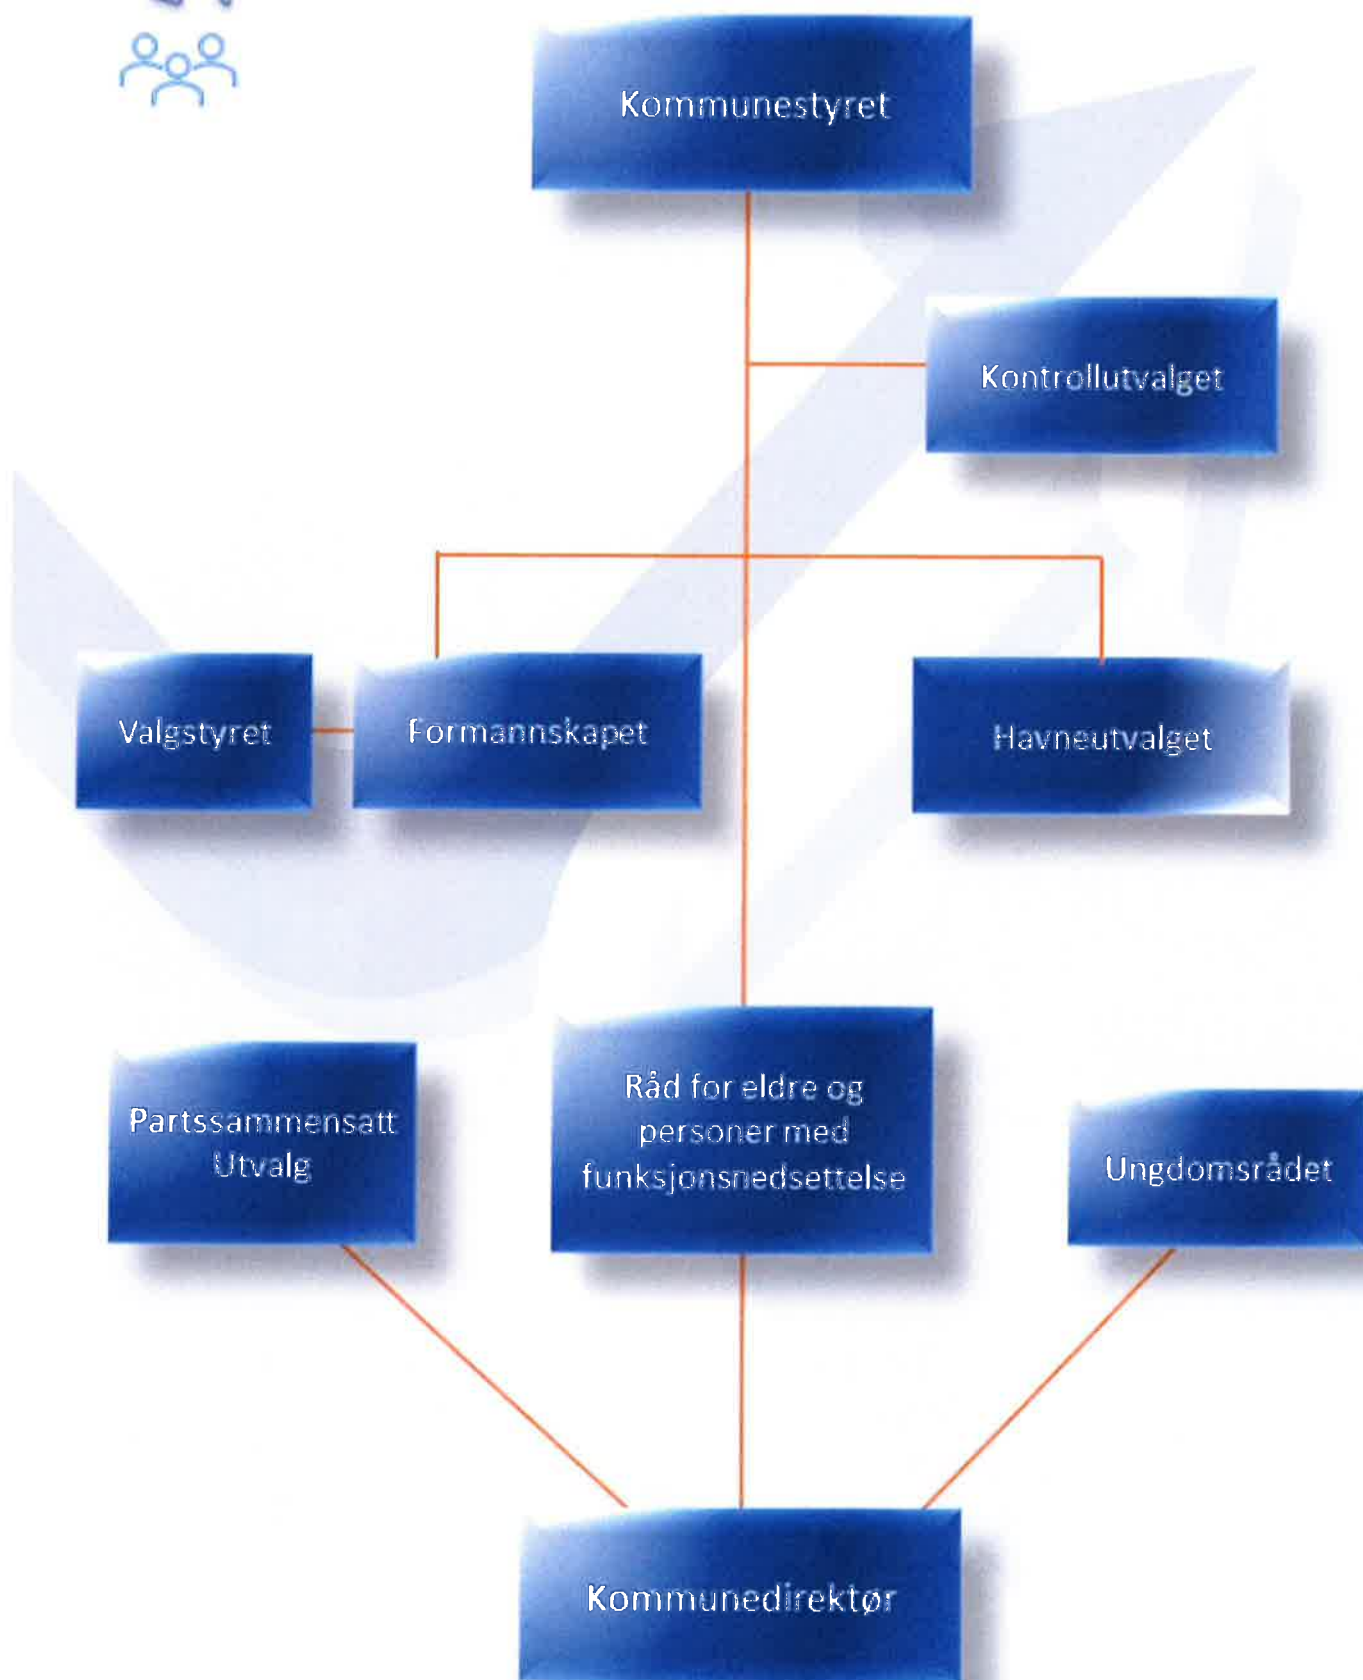 Kommunestyret
Kontrollutvalget
Valgstyret
Formannskapet
Havneutvalget
Partssammensatt
Utvalg
Råd for eldre og
personer med
funksjonsnedsettelse
Ungdomsrådet
Kommunedirektør